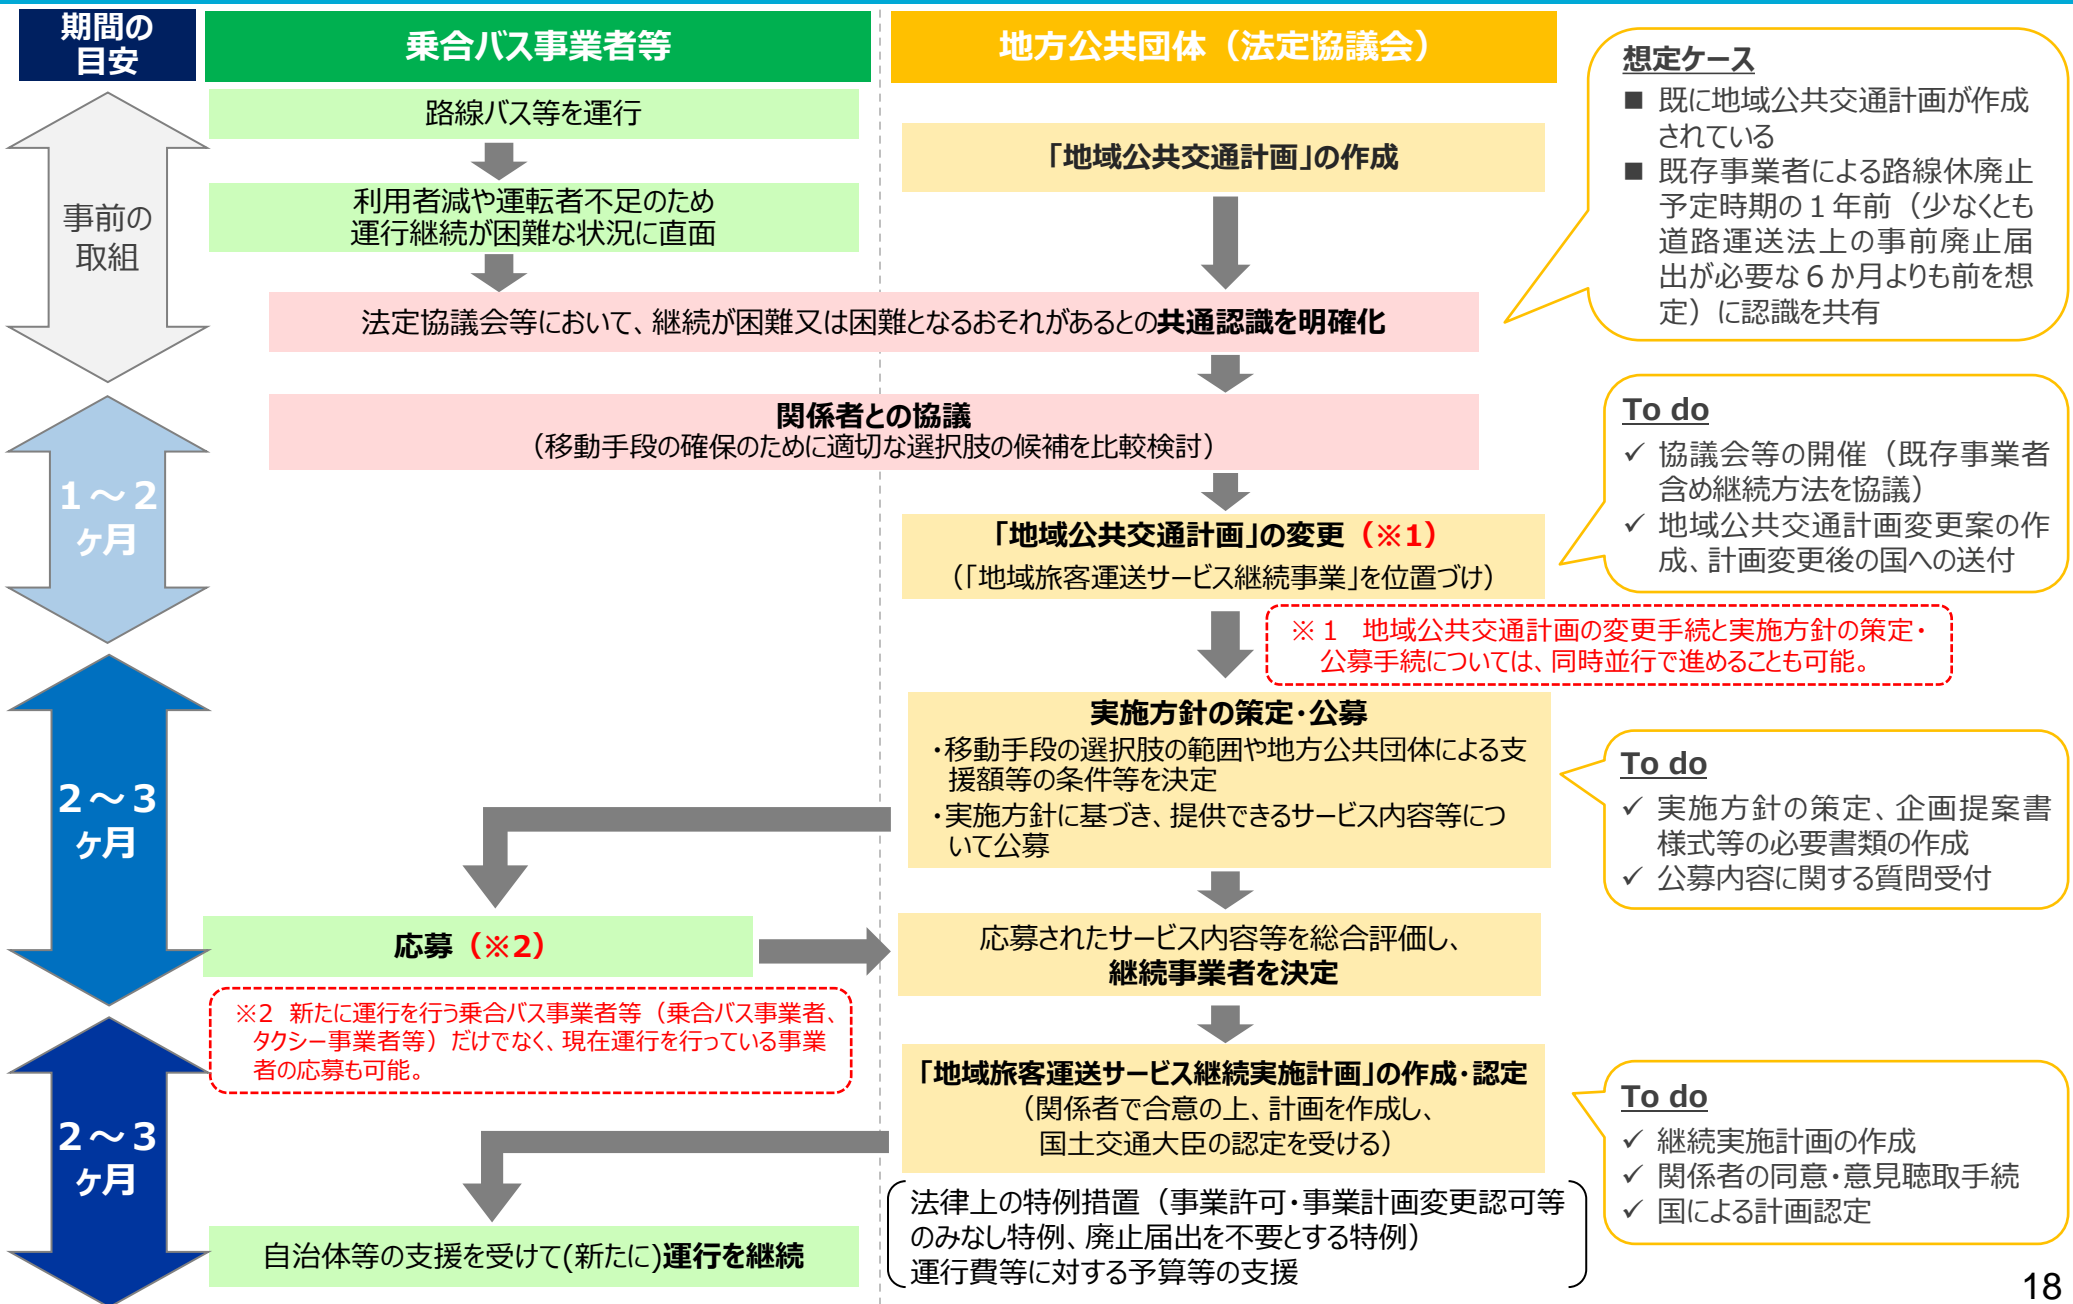 期間の
目安
乗合バス事業者等
地方公共団体（法定協議会）
事前の
取組
路線バス等を運行
利用者減や運転者不足のため
運行継続が困難な状況に直面
「地域公共交通計画」の作成
法定協議会等において、継続が困難又は困難となるおそれがあるとの共通認識を明確化
想定ケース
■ 既に地域公共交通計画が作成
されている
■ 既存事業者による路線休廃止
予定時期の１年前（少なくとも
道路運送法上の事前廃止届
出が必要な６か月よりも前を想
定）に認識を共有
１～２
ヶ月
関係者との協議
（移動手段の確保のために適切な選択肢の候補を比較検討）
「地域公共交通計画」の変更（※1）
（「地域旅客運送サービス継続事業」を位置づけ）
To do
✓ 協議会等の開催（既存事業者
含め継続方法を協議）
✓ 地域公共交通計画変更案の作
成、計画変更後の国への送付
※１　地域公共交通計画の変更手続と実施方針の策定・
公募手続については、同時並行で進めることも可能。
２～３
ヶ月
実施方針の策定・公募
・移動手段の選択肢の範囲や地方公共団体による支
援額等の条件等を決定
・実施方針に基づき、提供できるサービス内容等につ
いて公募
To do
✓ 実施方針の策定、企画提案書
様式等の必要書類の作成
✓ 公募内容に関する質問受付
応募（※2）
応募されたサービス内容等を総合評価し、
継続事業者を決定
※2　新たに運行を行う乗合バス事業者等（乗合バス事業者、
タクシー事業者等）だけでなく、現在運行を行っている事業
者の応募も可能。
２～３
ヶ月
「地域旅客運送サービス継続実施計画」の作成・認定
（関係者で合意の上、計画を作成し、
国土交通大臣の認定を受ける）
To do
✓ 継続実施計画の作成
✓ 関係者の同意・意見聴取手続
✓ 国による計画認定
自治体等の支援を受けて(新たに)運行を継続
法律上の特例措置（事業許可・事業計画変更認可等
のみなし特例、廃止届出を不要とする特例）
運行費等に対する予算等の支援
18